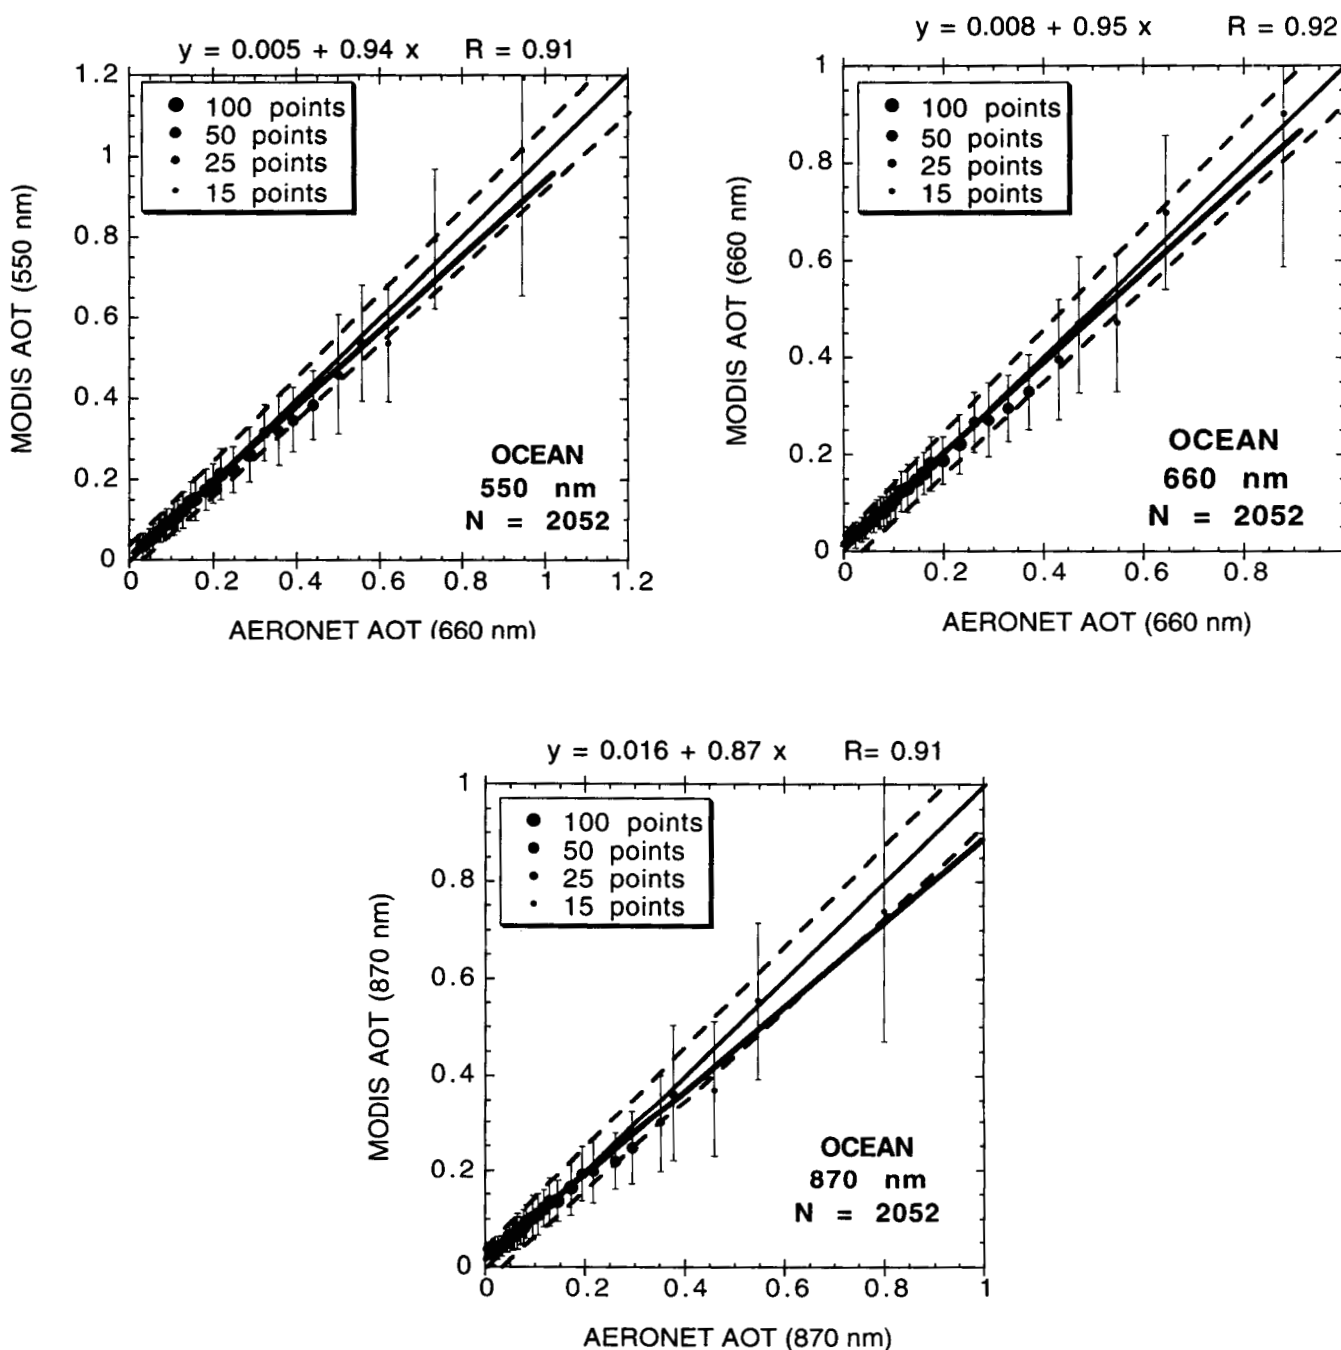 y = 0.005 + 0.94 x R = 0.91
1.2
1
0.8
0.6
0.4
0.2
0
MODIS AOT (550 nm)
100 points
50 points
25 points
15 points
OCEAN
550 nm
N = 2052
0 0.2 0.4 0.6 0.8 1 1.2
AERONET AOT (660 nm)
y = 0.008 + 0.95 x R = 0.92
1
0.8
0.6
0.4
0.2
0
MODIS AOT (660 nm)
100 points
50 points
25 points
15 points
OCEAN
660 nm
N = 2052
0 0.2 0.4 0.6 0.8
AERONET AOT (660 nm)
y = 0.016 + 0.87 x R= 0.91
1
0.8
0.6
0.4
0.2
0
MODIS AOT (870 nm)
100 points
50 points
25 points
15 points
OCEAN
870 nm
N = 2052
0 0.2 0.4 0.6 0.8 1
AERONET AOT (870 nm)